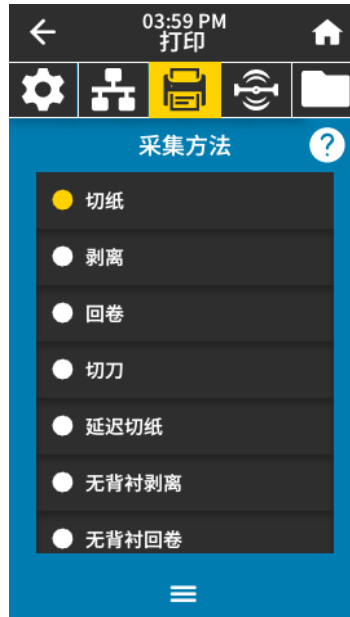 03:59 PM
打印
采集方法
?
切纸
剥离
回卷
切刀
延迟切纸
无背衬剥离
无背衬回卷